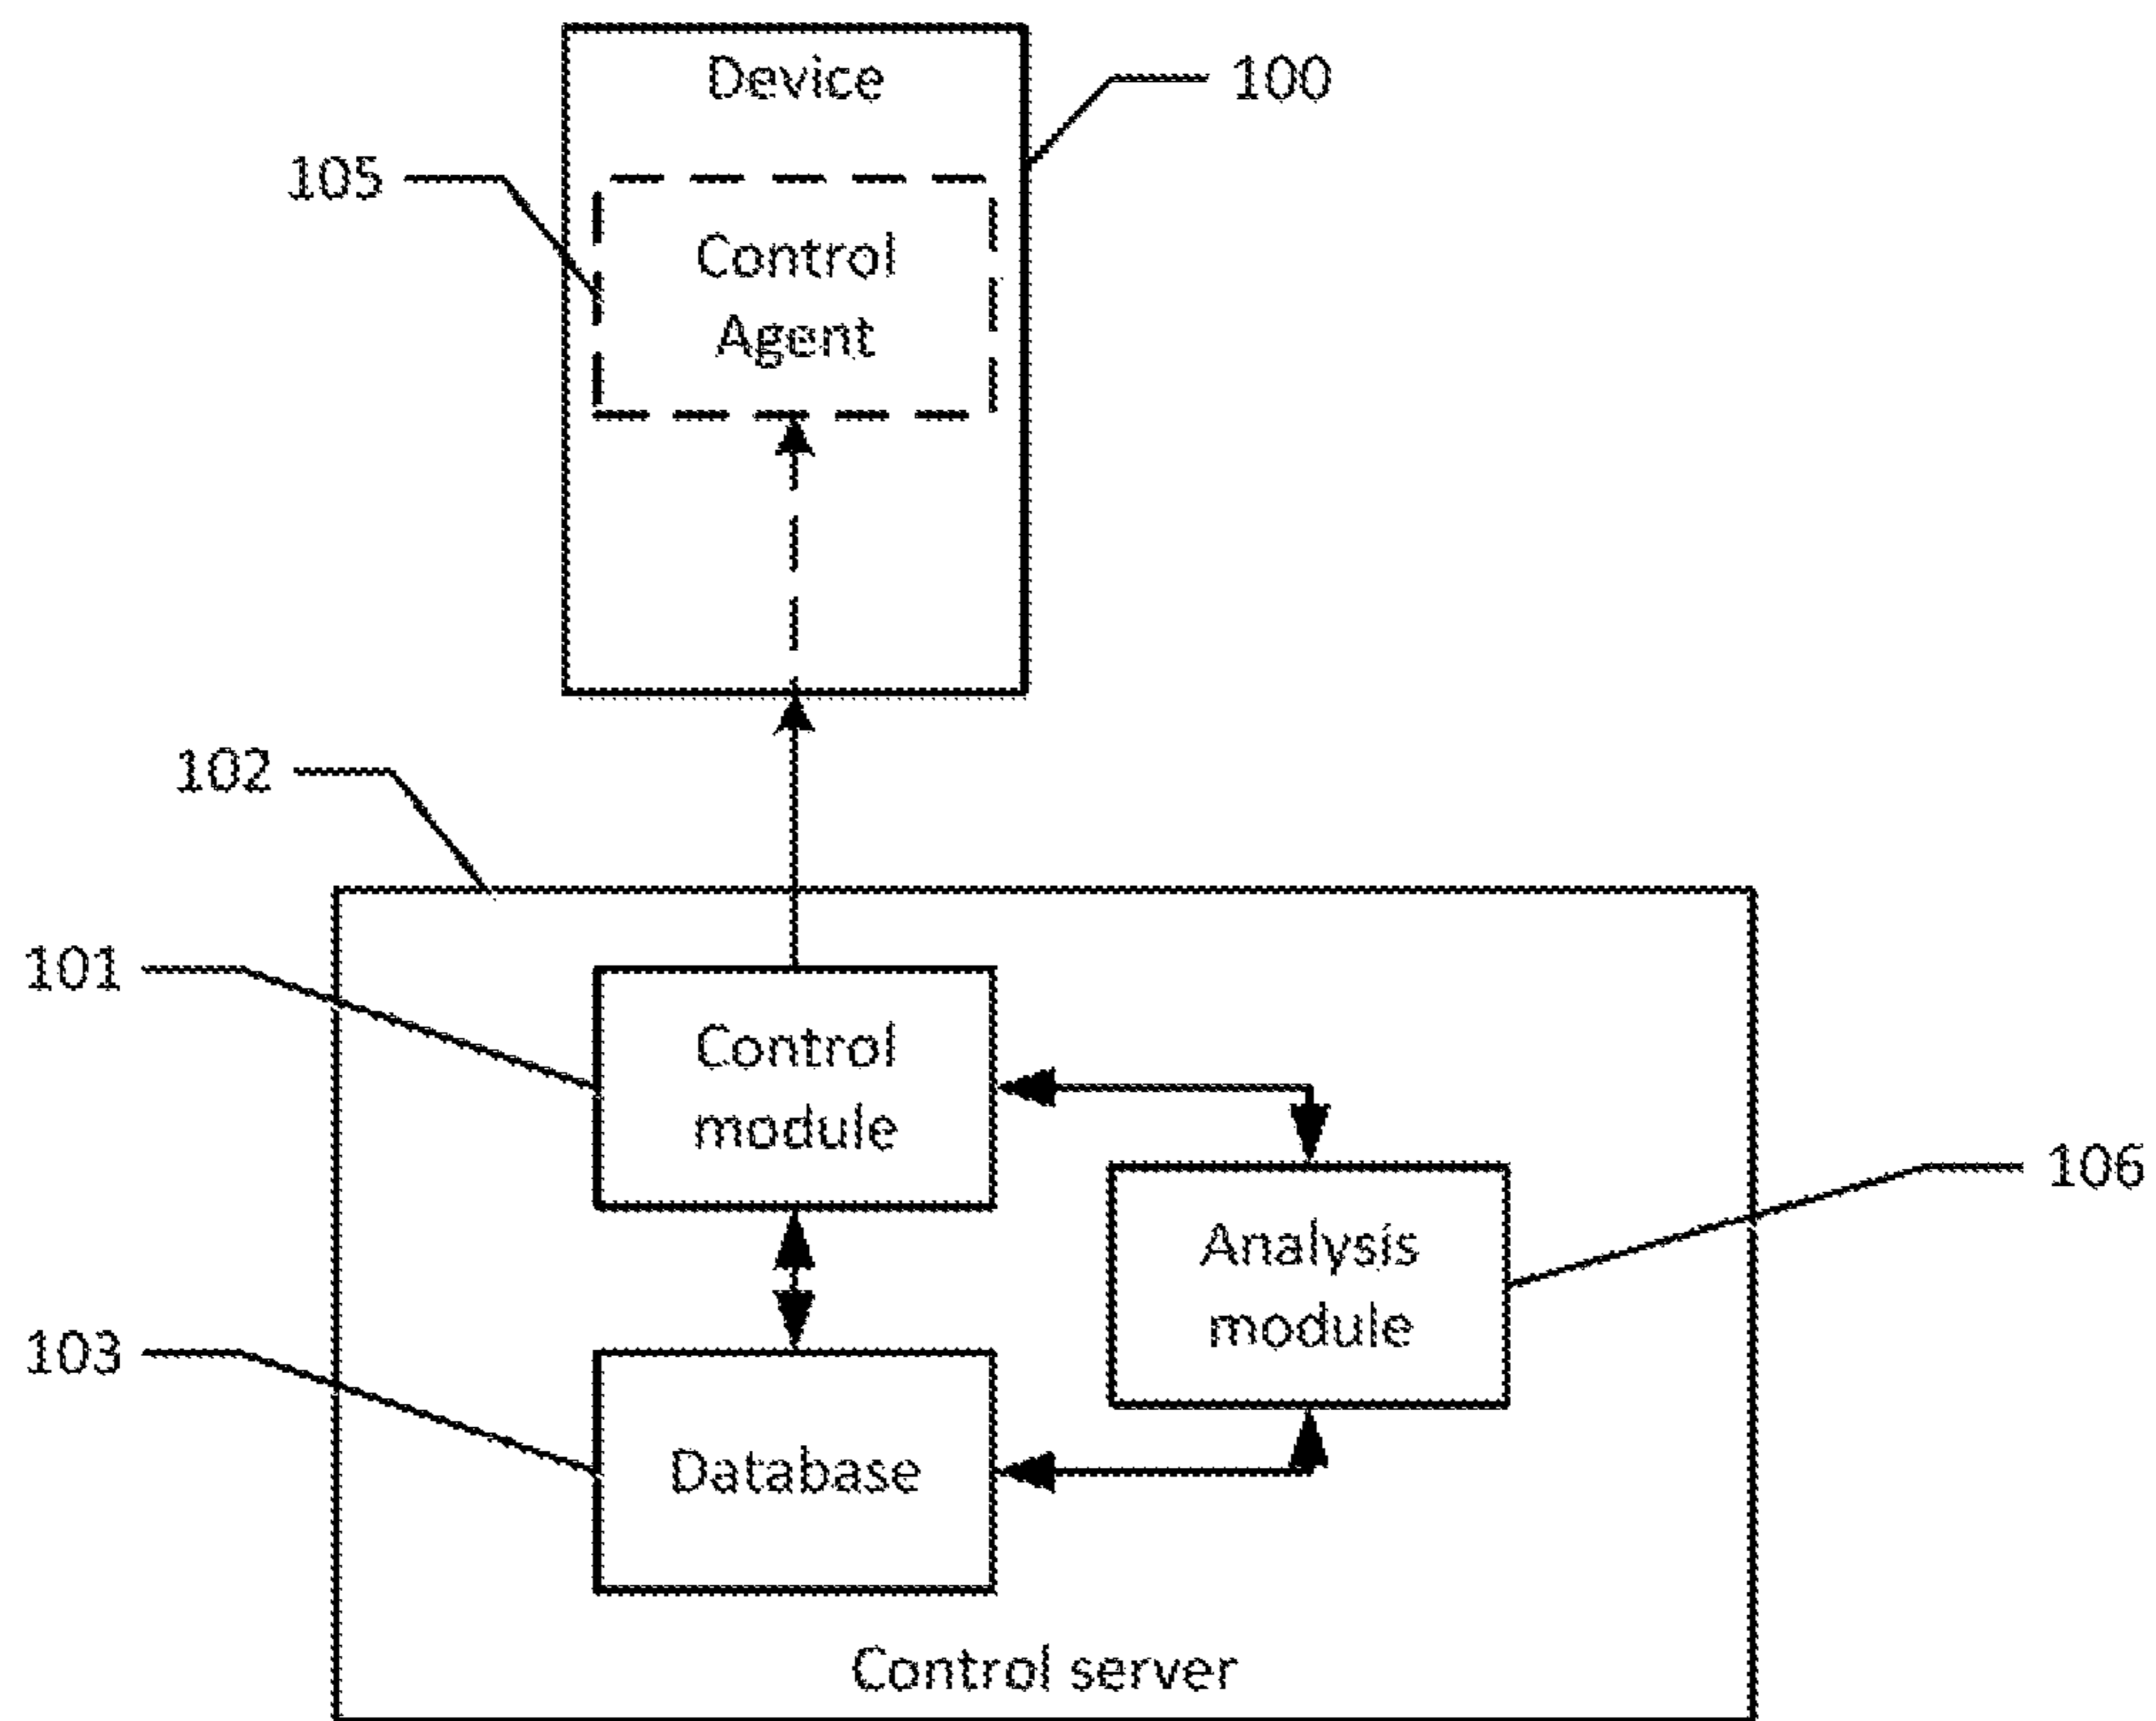 Device
100
105
Control
Agent
102
101
Control
module
106
Analysis
module
103
Database
Control server